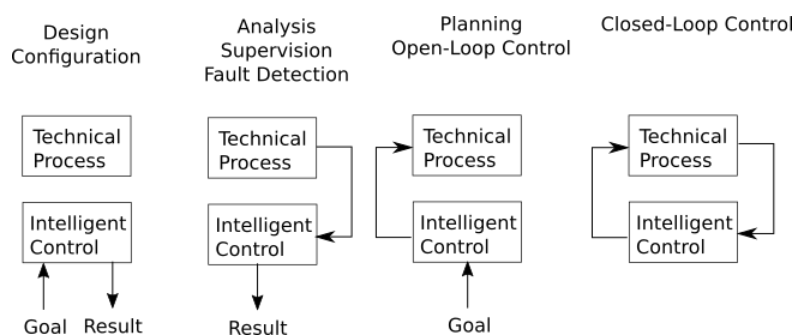 Design
Configuration
Analysis
Supervision
Fault Detection
Planning
Open-Loop Control
Closed-Loop Control
Technical
Process
Technical
Process
Technical
Process
Technical
Process
Intelligent
Control
Intelligent
Control
Intelligent
Control
Intelligent
Control
Goal
Result
Result
Goal